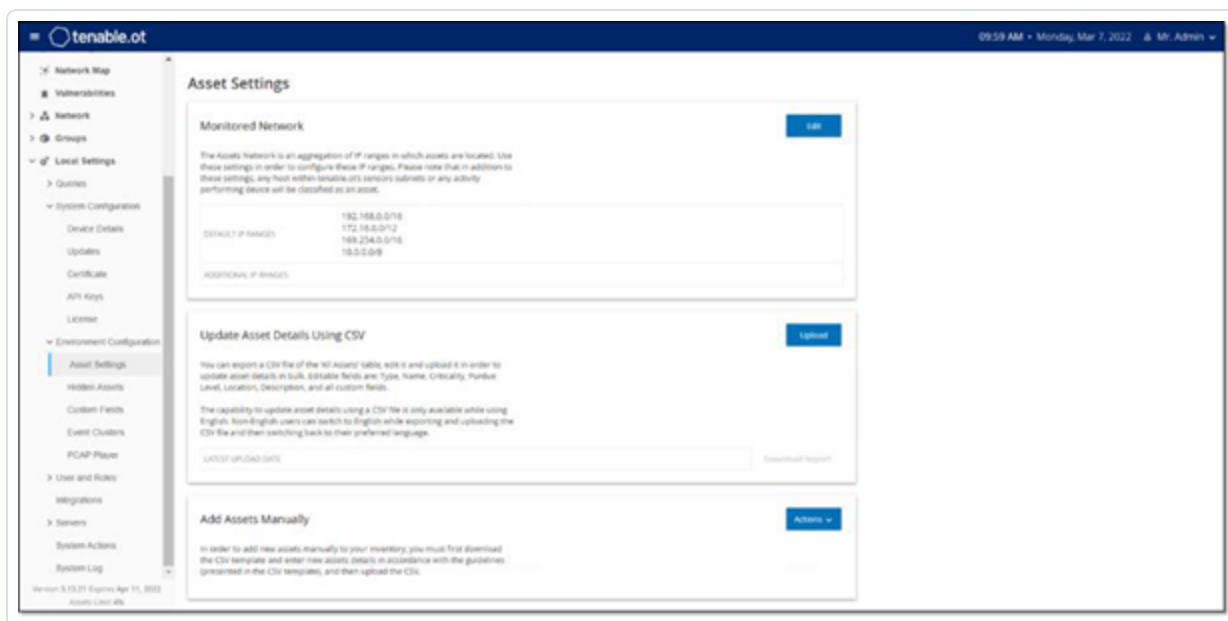 tenable.ot
09:59 AM • Monday, Mar 7, 2022 Mr. Admin
Network Map
Vulnerabilities
Network
Groups
Local Settings
Queries
System Configuration
Device Details
Updates
Certificate
API Keys
License
Environment Configuration
Asset Settings
Hidden Assets
Custom Fields
Event Clusters
PCAP Player
User and Roles
Integrations
Servers
System Actions
System Log
Version 3.13.21 Expires Apr 11, 2022
Assets Limit 4%
Asset Settings
Monitored Network
Edit
The Assets Network is an aggregation of IP ranges in which assets are located. Use
these settings in order to configure these IP ranges. Please note that in addition to
these settings, any host within tenable.ot's sensors subnets or any activity
performing device will be classified as an asset.
DEFAULT IP RANGES
192.168.0.0/16
172.16.0.0/12
169.254.0.0/16
10.0.0.0/8
ADDITIONAL IP RANGES
Update Asset Details Using CSV
Upload
You can export a CSV file of the 'All Assets' table, edit it and upload it in order to
update asset details in bulk. Editable fields are: Type, Name, Criticality, Purdue
Level, Location, Description, and all custom fields.
The capability to update asset details using a CSV file is only available while using
English. Non-English users can switch to English while exporting and uploading the
CSV file and then switching back to their preferred language.
LATEST UPLOAD DATE
Download Report
Add Assets Manually
Actions
In order to add new assets manually to your inventory, you must first download
the CSV template and enter new assets details in accordance with the guidelines
(presented in the CSV template), and then upload the CSV.